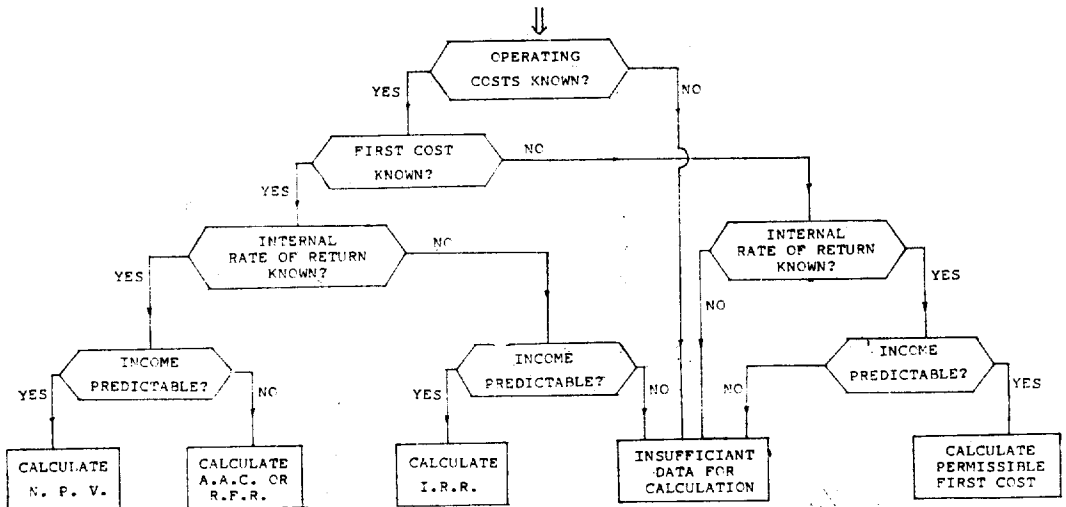 OPERATING
COSTS KNOWN?
YES
NO
FIRST COST
KNOWN?
NO
YES
INTERNAL
RATE OF RETURN
KNOWN?
NO
YES
INTERNAL
RATE OF RETURN
KNOWN?
YES
NO
INCOME
PREDICTABLE?
YES
NO
INCOME
PREDICTABLE?
YES
NO
INCOME
PREDICTABLE?
NO
YES
CALCULATE
N. P. V.
CALCULATE
A.A.C. OR
R.F.R.
CALCULATE
I.R.R.
INSUFFICIANT
DATA FOR
CALCULATION
CALCULATE
PERMISSIBLE
FIRST COST